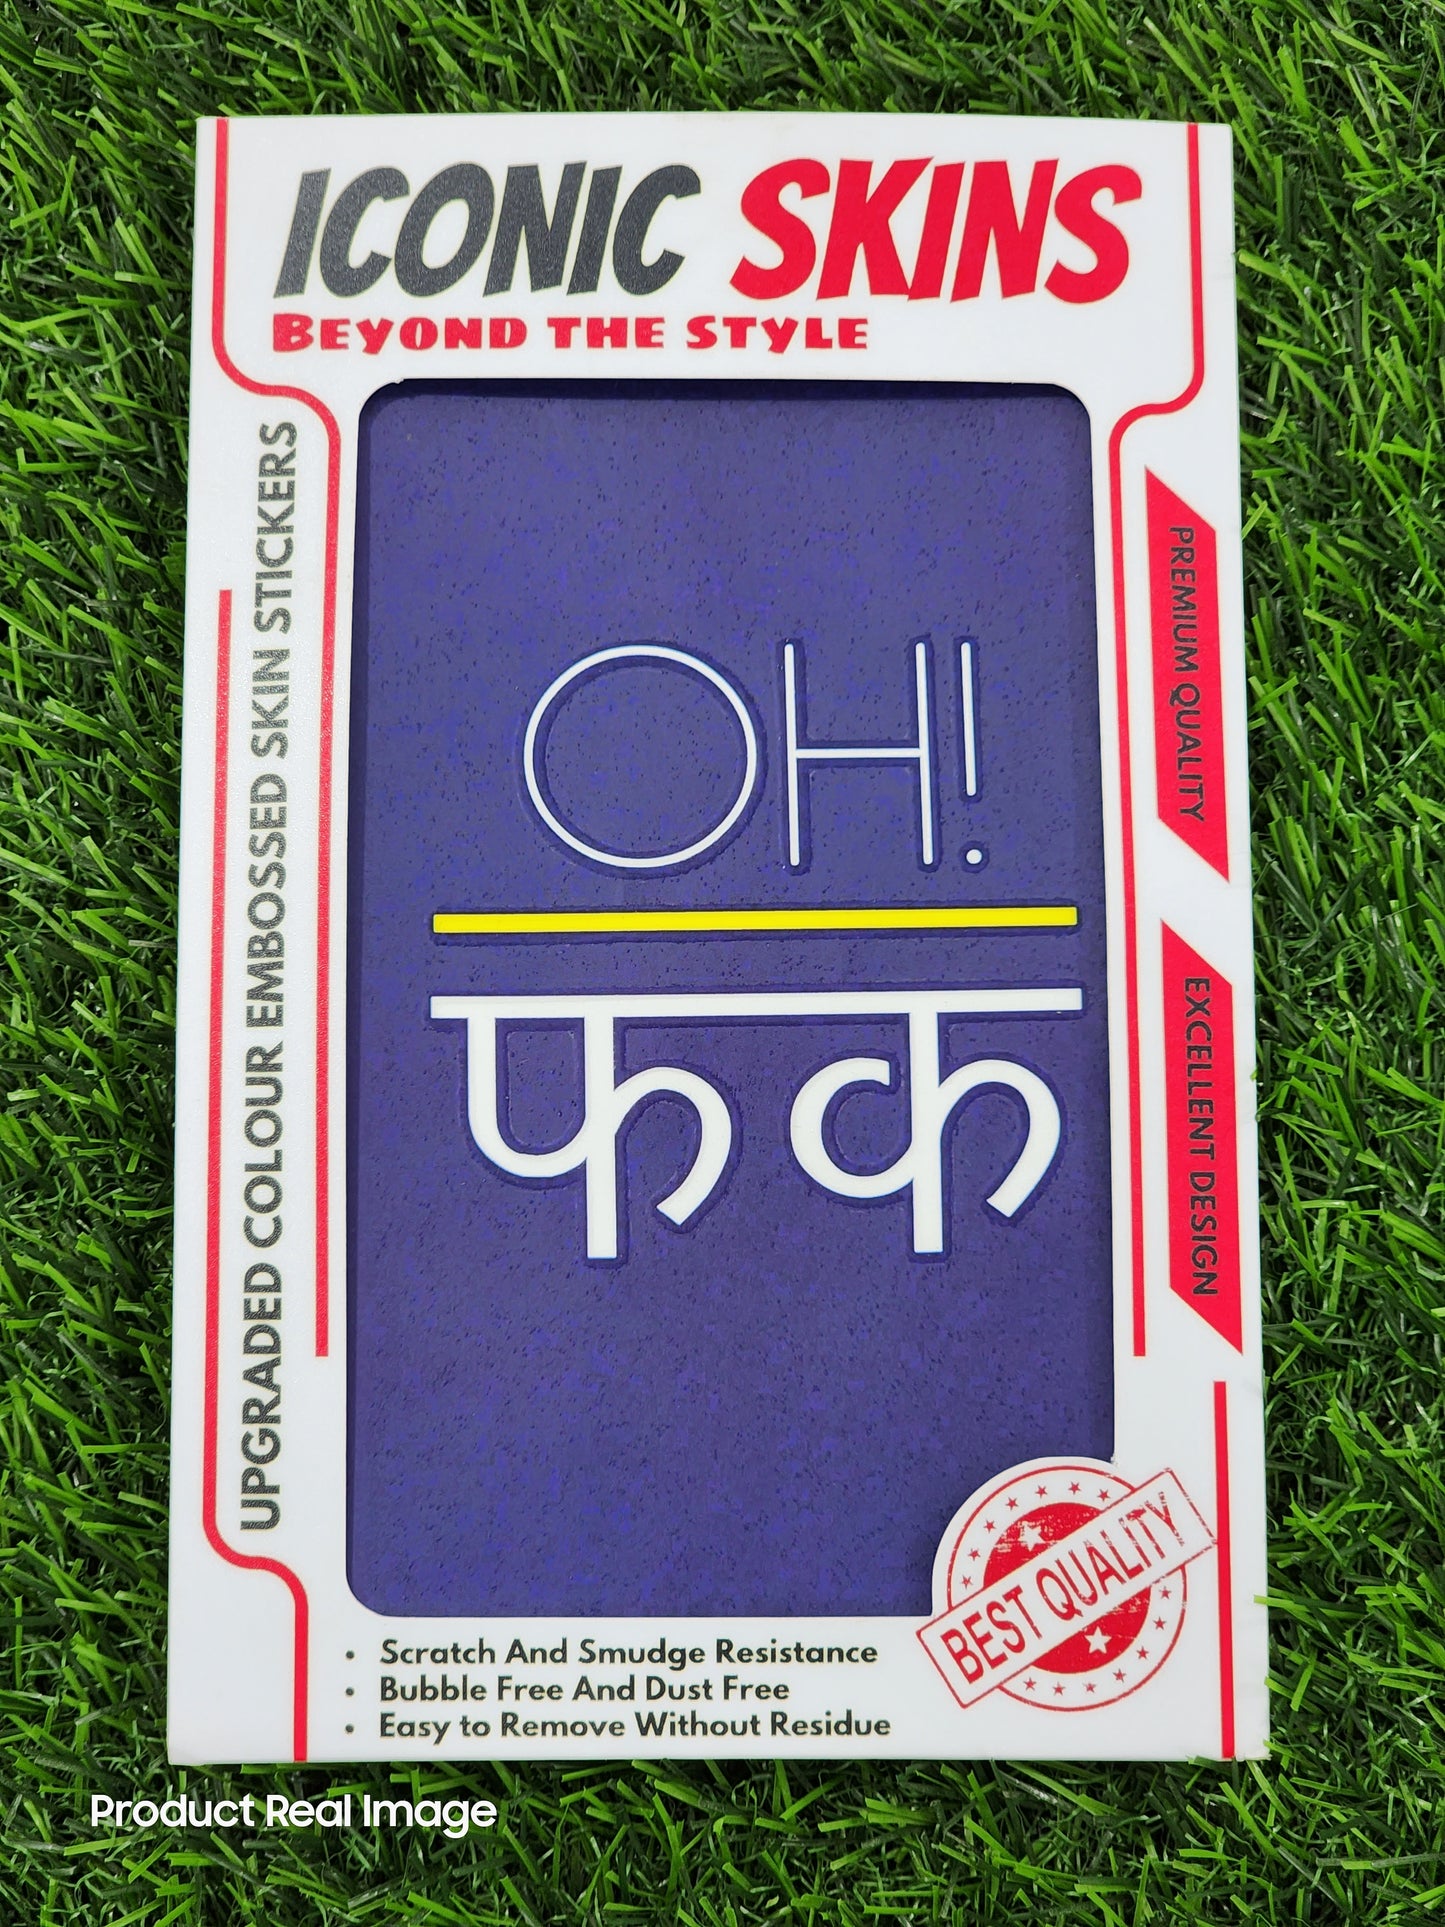 ICONIC SKINS
BEYOND THE STYLE
UPGRADED COLOUR EMBOSSED SKIN STICKERS
OH!
फक
PREMIUM QUALITY
EXCELLENT DESIGN
BEST QUALITY
• Scratch And Smudge Resistance
• Bubble Free And Dust Free
• Easy to Remove Without Residue
Product Real Image